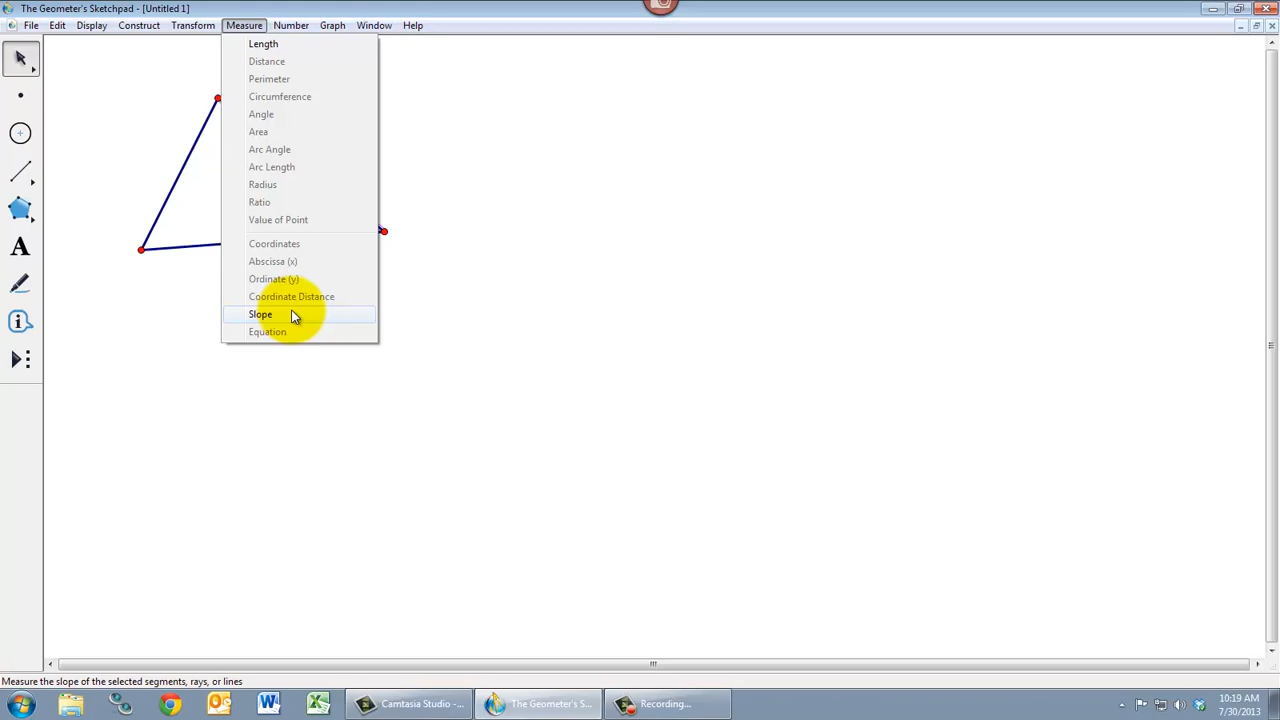 The Geometer's Sketchpad - [Untitled 1]
File Edit Display Construct Transform Measure Number Graph Window Help
Length
Distance
Perimeter
Circumference
Angle
Area
Arc Angle
Arc Length
Radius
Ratio
Value of Point
Coordinates
Abscissa (x)
Ordinate (y)
Coordinate Distance
Slope
Equation
A
Measure the slope of the selected segments, rays, or lines
Camtasia Studio -... The Geometer's S... Recording...
10:19 AM
7/30/2013